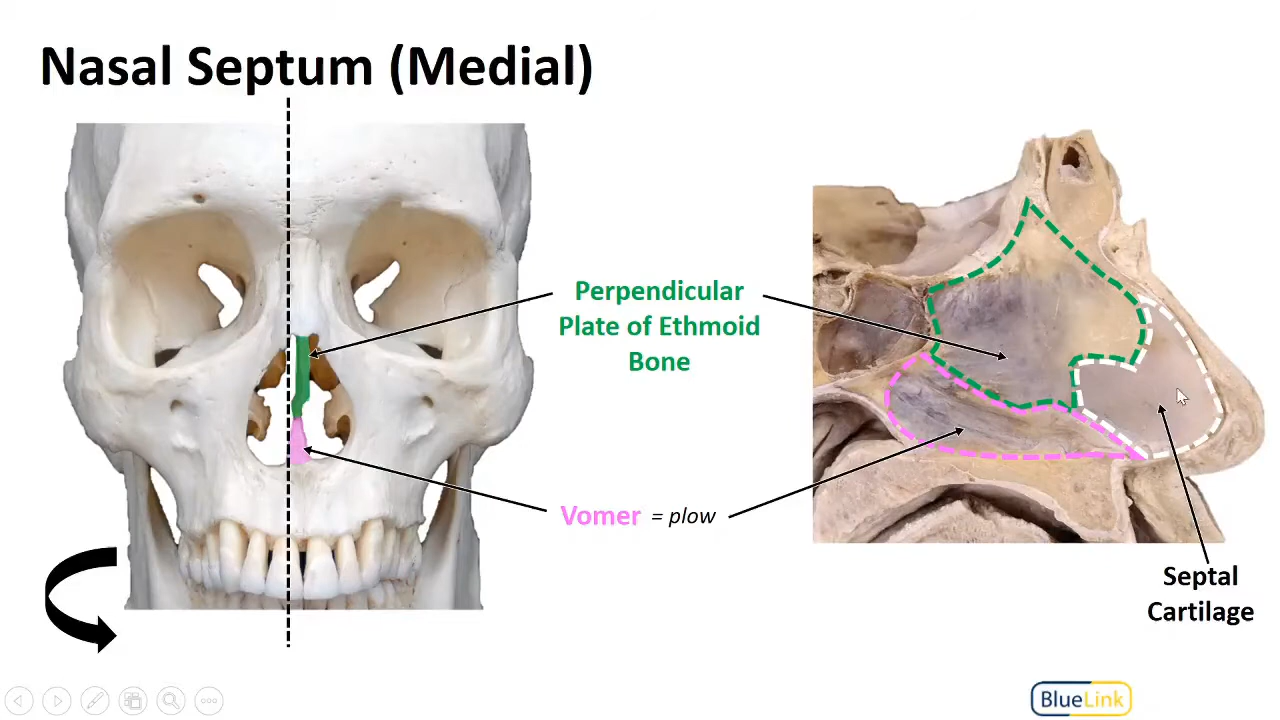 Nasal Septum (Medial)
Perpendicular
Plate of Ethmoid
Bone
Vomer = plow
Septal
Cartilage
BlueLink